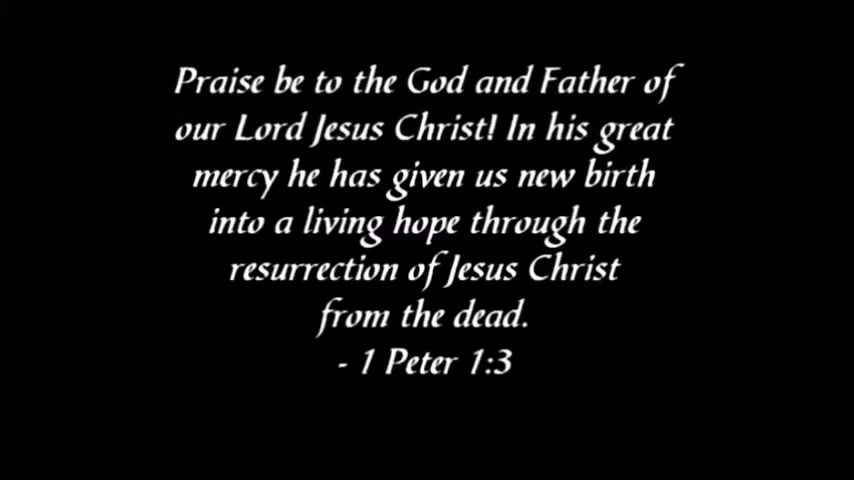 Praise be to the God and Father of
our Lord Jesus Christ! In his great
mercy he has given us new birth
into a living hope through the
resurrection of Jesus Christ
from the dead.
- 1 Peter 1:3